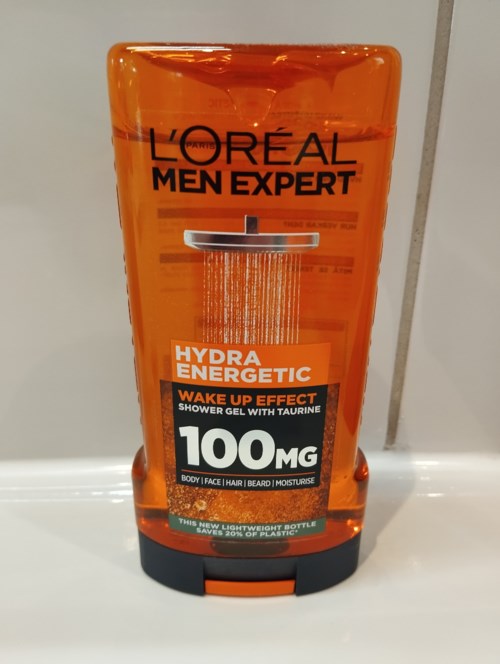 L'ORÉAL
PARIS
MEN EXPERT
HYDRA
ENERGETIC
WAKE UP EFFECT
SHOWER GEL WITH TAURINE
100MG
BODY | FACE | HAIR | BEARD | MOISTURISE
THIS NEW LIGHTWEIGHT BOTTLE
SAVES 20% OF PLASTIC*